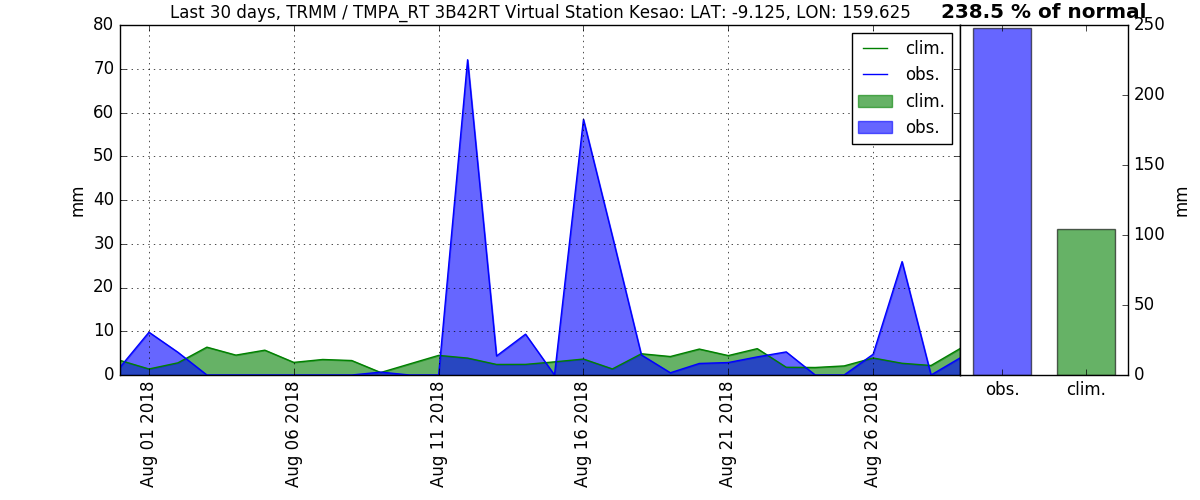 Last 30 days, TRMM / TMPA_RT 3B42RT Virtual Station Kesao: LAT: -9.125, LON: 159.625
238.5 % of normal
80
70
60
50
40
30
20
10
0
mm
clim.
obs.
clim.
obs.
Aug 01 2018
Aug 06 2018
Aug 11 2018
Aug 16 2018
Aug 21 2018
Aug 26 2018
250
200
150
100
50
0
mm
obs.
clim.